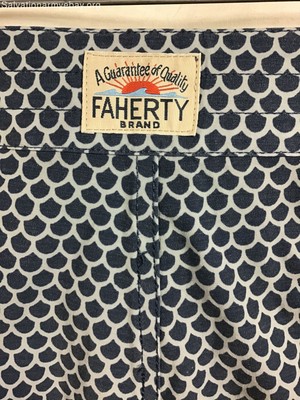 Salvationarmyebay.org
A Guarantee of Quality
FAHERTY
BRAND